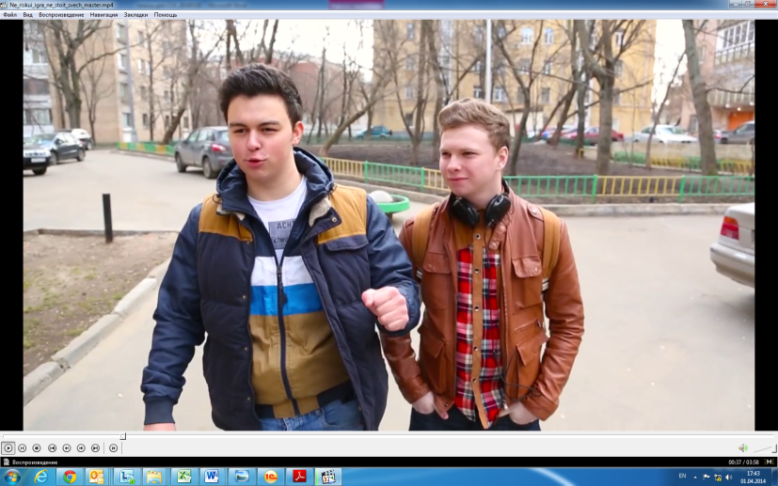 Ne_riskui_igra_ne_stoit_svech_master.mp4
Файл Вид Воспроизведение Навигация Закладки Помощь
ACH
Воспроизведение
00:37 / 03:58
EN
17:43
01.04.2014